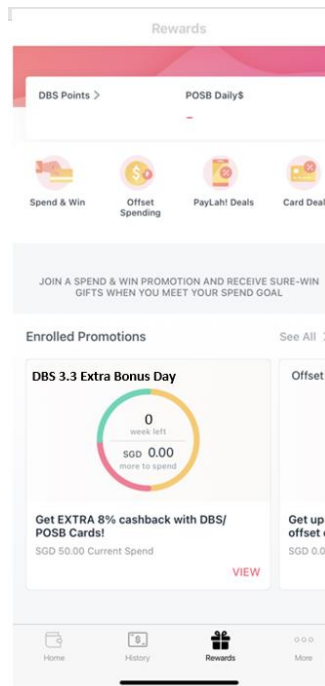 Rewards
DBS Points >
POSB Daily$
-
Spend & Win
Offset
Spending
PayLah! Deals
Card Deal
JOIN A SPEND & WIN PROMOTION AND RECEIVE SURE-WIN
GIFTS WHEN YOU MEET YOUR SPEND GOAL
Enrolled Promotions
See All
DBS 3.3 Extra Bonus Day
0
week left
SGD 0.00
more to spend
Get EXTRA 8% cashback with DBS/
POSB Cards!
SGD 50.00 Current Spend
VIEW
Offset
Get up
offset
SGD 0.0
Home
History
Rewards
More